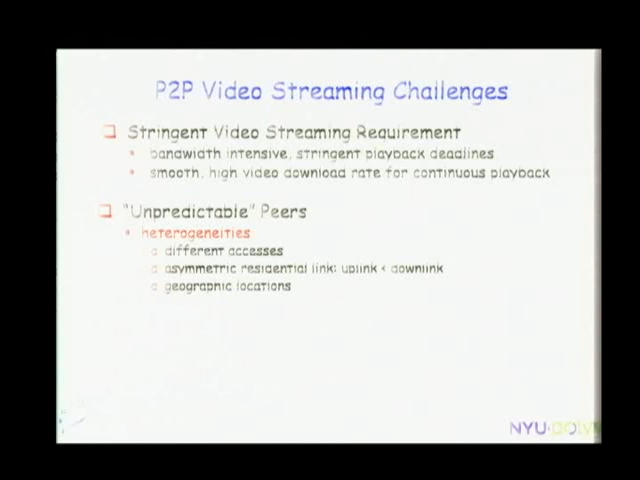 P2P Video Streaming Challenges
Stringent Video Streaming Requirement
bandwidth intensive, stringent playback deadlines
smooth, high video download rate for continuous playback
"Unpredictable" Peers
heterogeneities
different accesses
asymmetric residential link: uplink < downlink
geographic locations
NYU·poly